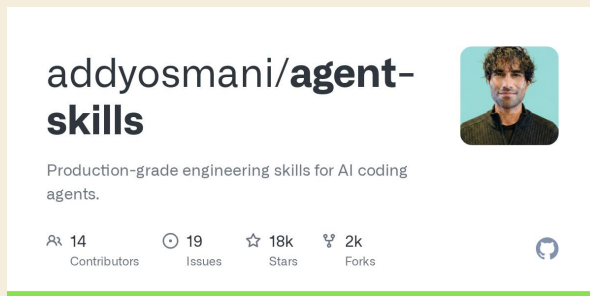 addyosmani/agent-
skills
Production-grade engineering skills for AI coding
agents.
14
Contributors
19
Issues
18k
Stars
2k
Forks